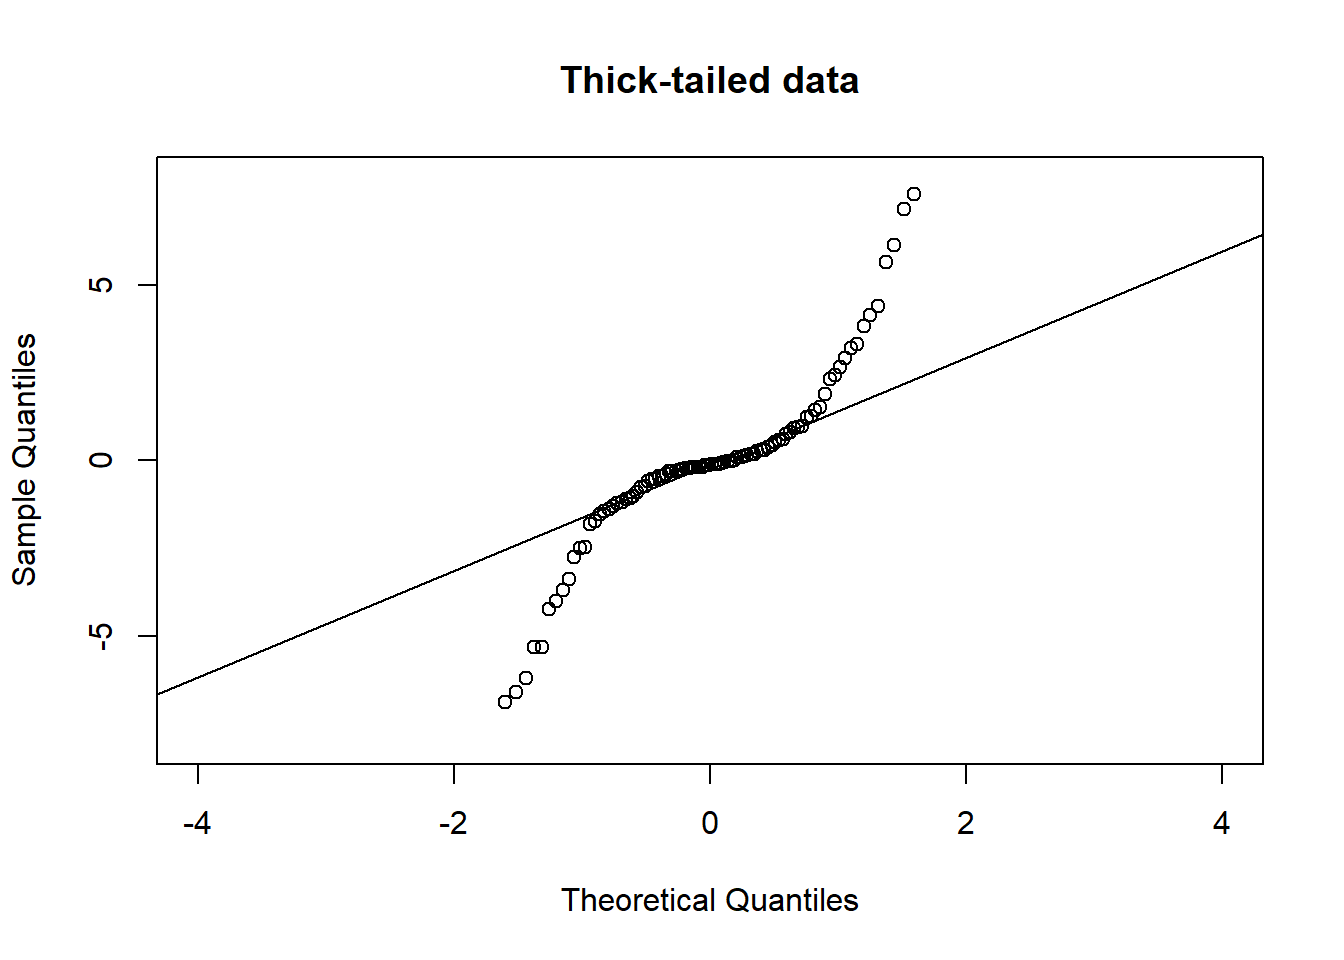 Thick-tailed data
Sample Quantiles
5
0
-5
-4 -2 0 2 4
Theoretical Quantiles